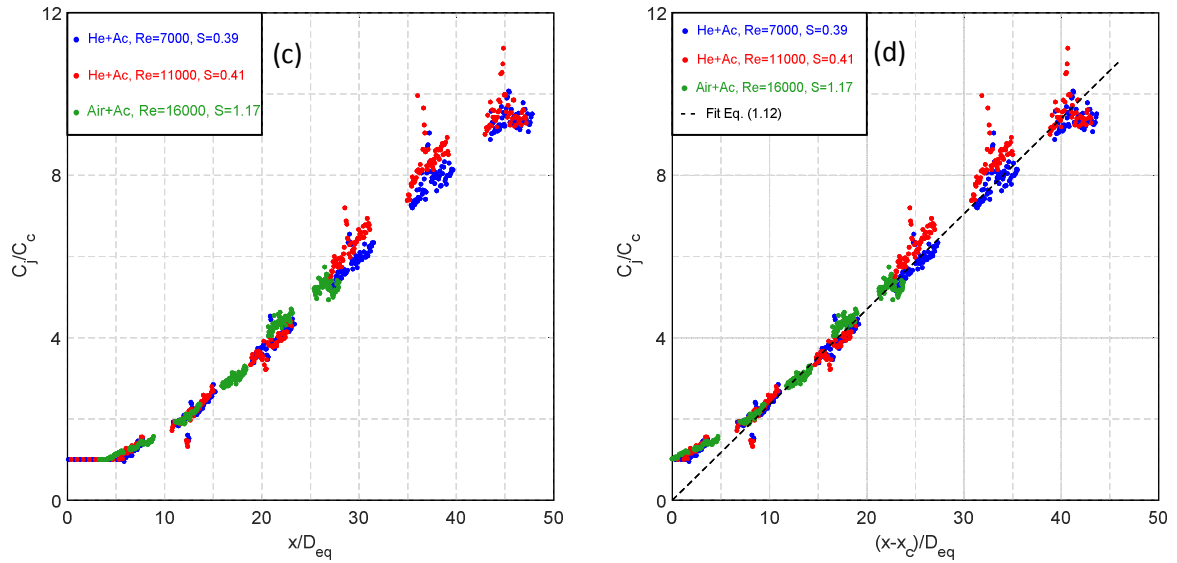 12
He+Ac, Re=7000, S=0.39
He+Ac, Re=11000, S=0.41
Air+Ac, Re=16000, S=1.17
(c)
8
4
0
C_j/C_c
0 10 20 30 40 50
x/D_eq
12
He+Ac, Re=7000, S=0.39
He+Ac, Re=11000, S=0.41
Air+Ac, Re=16000, S=1.17
Fit Eq. (1.12)
(d)
8
4
0
C_j/C_c
0 10 20 30 40 50
(x-x_c)/D_eq